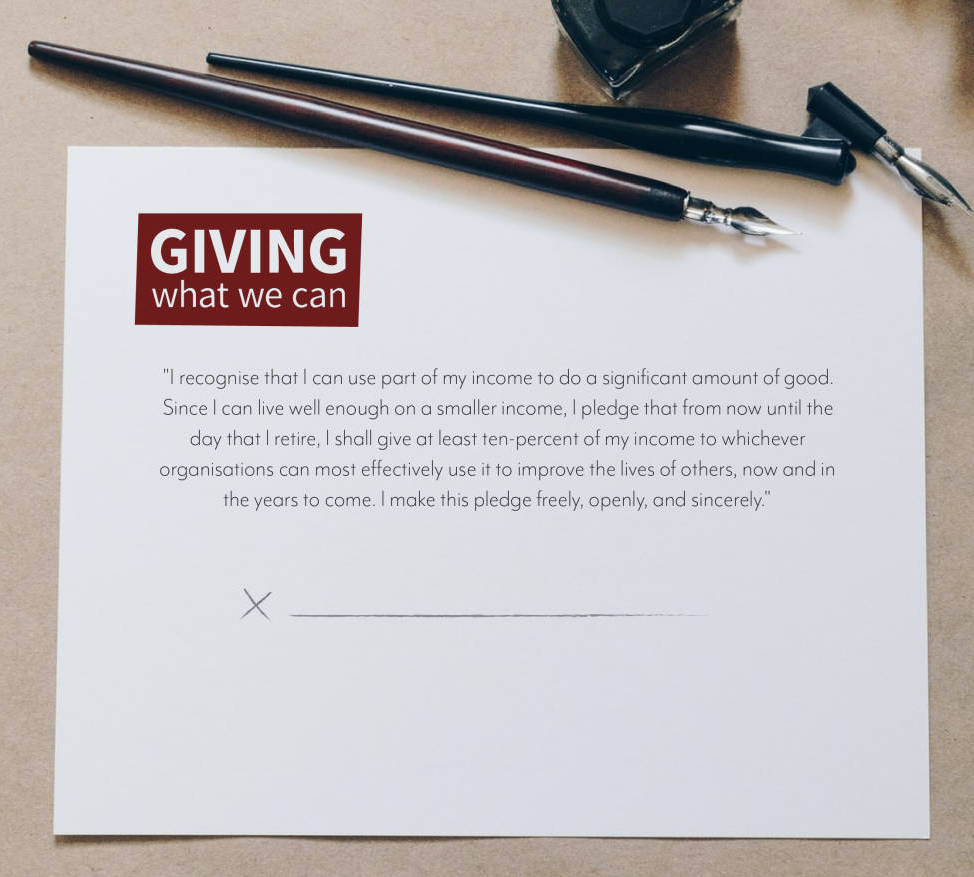 GIVING
what we can
"I recognise that I can use part of my income to do a significant amount of good.
Since I can live well enough on a smaller income, I pledge that from now until the
day that I retire, I shall give at least ten-percent of my income to whichever
organisations can most effectively use it to improve the lives of others, now and in
the years to come. I make this pledge freely, openly, and sincerely."
X